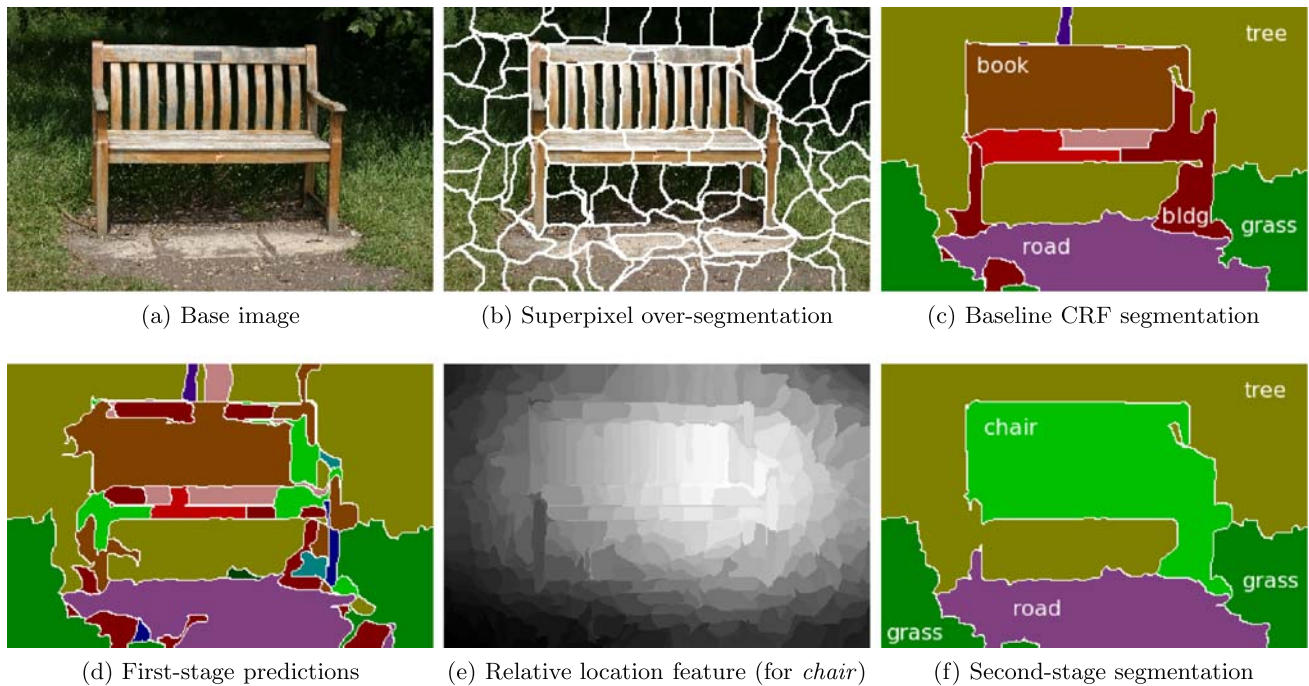 tree
book
bldg
grass
road
(a) Base image
(b) Superpixel over-segmentation
(c) Baseline CRF segmentation
tree
chair
grass
road
grass
(d) First-stage predictions
(e) Relative location feature (for chair)
(f) Second-stage segmentation